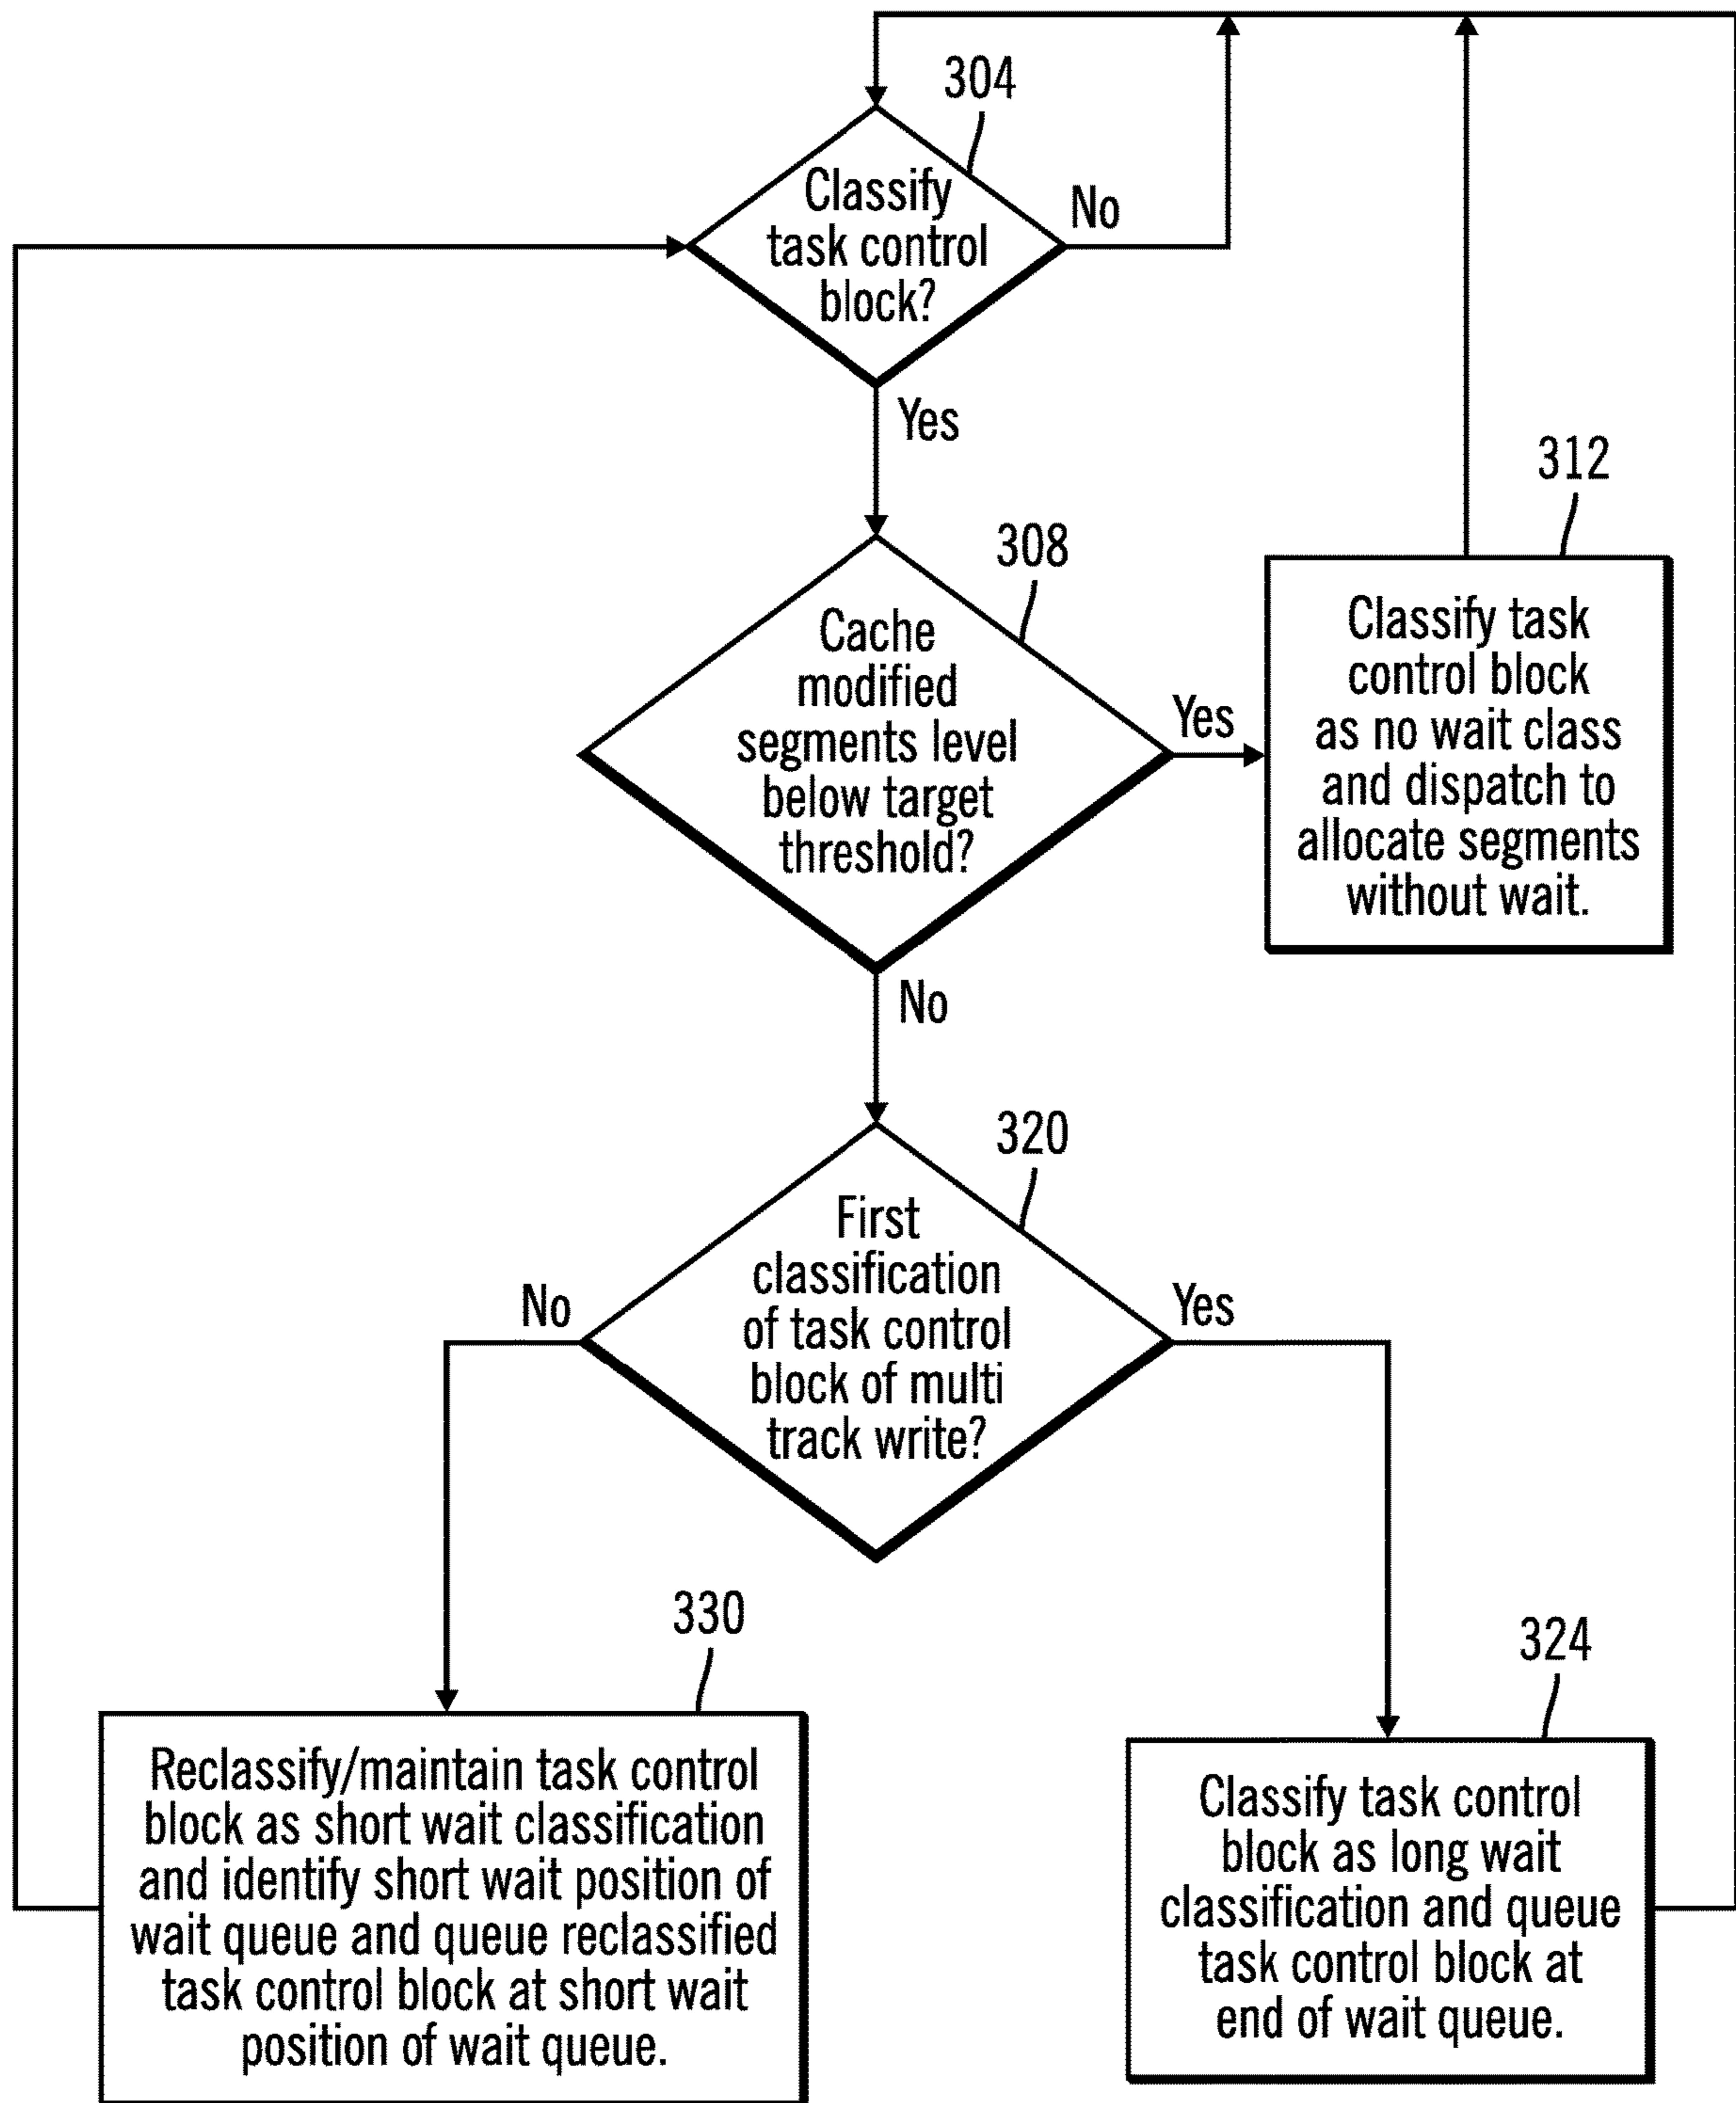 304
Classify
task control
block?
No
Yes
308
Cache
modified
segments level
below target
threshold?
Yes
312
Classify task
control block
as no wait class
and dispatch to
allocate segments
without wait.
No
320
First
classification
of task control
block of multi
track write?
No
Yes
330
Reclassify/maintain task control
block as short wait classification
and identify short wait position of
wait queue and queue reclassified
task control block at short wait
position of wait queue.
324
Classify task control
block as long wait
classification and queue
task control block at
end of wait queue.